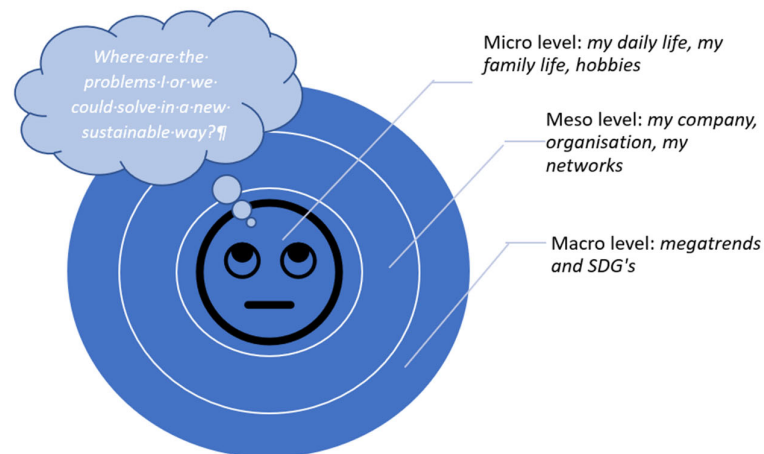 Where·are·the·
problems·I·or·we·
could·solve·in·a·new·
sustainable·way?¶
Micro level: my daily life, my
family life, hobbies
Meso level: my company,
organisation, my
networks
Macro level: megatrends
and SDG's